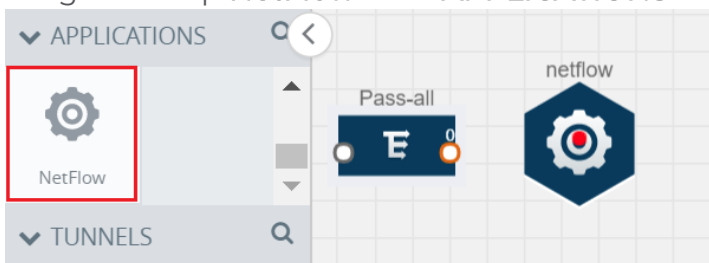 APPLICATIONS
NetFlow
TUNNELS
Pass-all
0
netflow